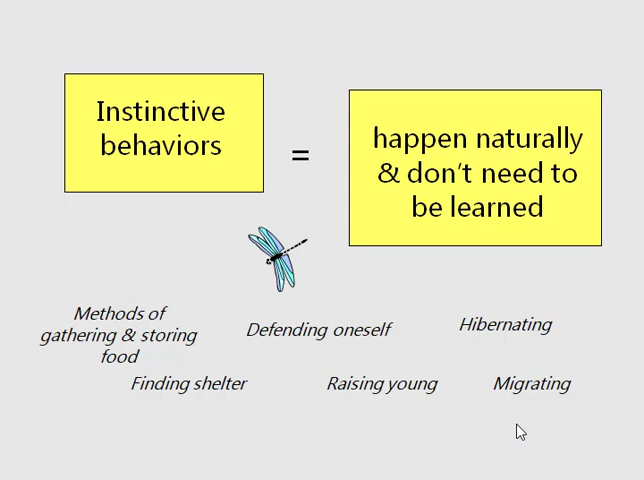 Instinctive
behaviors
=
happen naturally
& don't need to
be learned
Methods of
gathering & storing
food
Defending oneself
Hibernating
Finding shelter
Raising young
Migrating